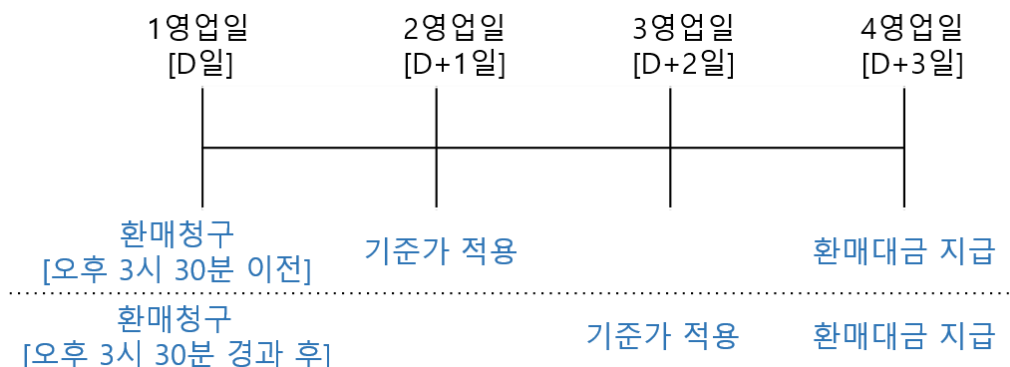 1영업일 2영업일 3영업일 4영업일
[D일] [D+1일] [D+2일] [D+3일]
환매청구
[오후 3시 30분 이전] 기준가 적용 환매대금 지급
환매청구
[오후 3시 30분 경과 후] 기준가 적용 환매대금 지급